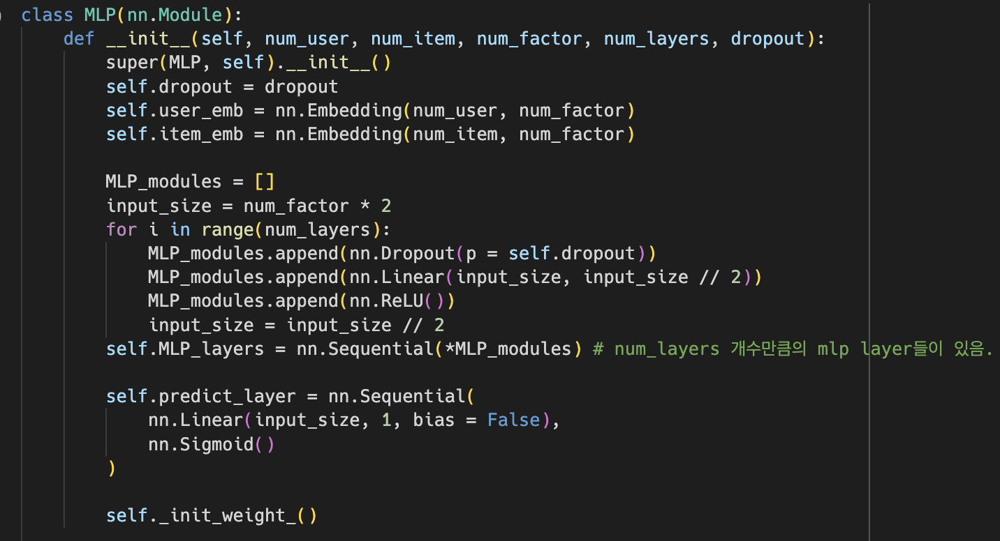 class MLP(nn.Module):
    def __init__(self, num_user, num_item, num_factor, num_layers, dropout):
        super(MLP, self).__init__()
        self.dropout = dropout
        self.user_emb = nn.Embedding(num_user, num_factor)
        self.item_emb = nn.Embedding(num_item, num_factor)

        MLP_modules = []
        input_size = num_factor * 2
        for i in range(num_layers):
            MLP_modules.append(nn.Dropout(p = self.dropout))
            MLP_modules.append(nn.Linear(input_size, input_size // 2))
            MLP_modules.append(nn.ReLU())
            input_size = input_size // 2
        self.MLP_layers = nn.Sequential(*MLP_modules) # num_layers 개수만큼의 mlp layer들이 있음.

        self.predict_layer = nn.Sequential(
            nn.Linear(input_size, 1, bias = False),
            nn.Sigmoid()
        )

        self._init_weight_()